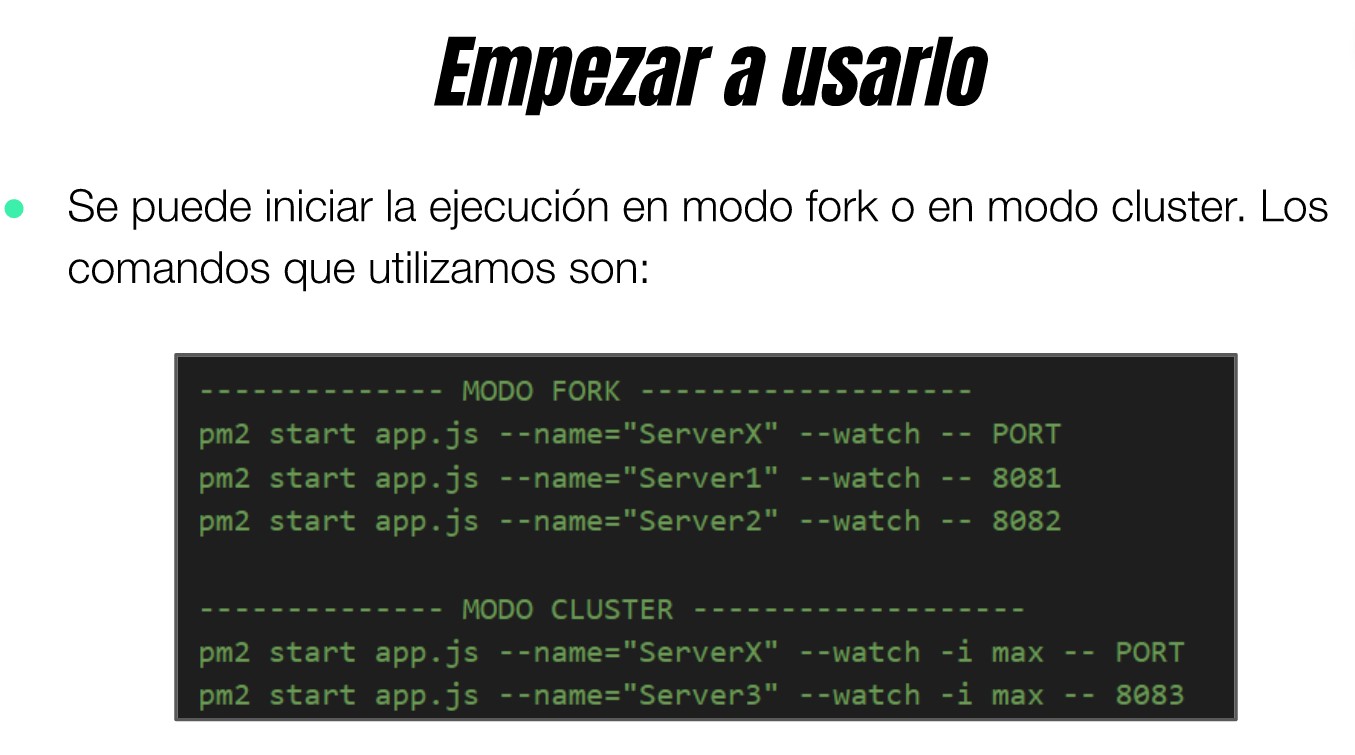 Empezar a usarlo
Se puede iniciar la ejecución en modo fork o en modo cluster. Los
comandos que utilizamos son:
-------------- MODO FORK -------------------
pm2 start app.js --name="ServerX" --watch -- PORT
pm2 start app.js --name="Server1" --watch -- 8081
pm2 start app.js --name="Server2" --watch -- 8082
-------------- MODO CLUSTER -------------------
pm2 start app.js --name="ServerX" --watch -i max -- PORT
pm2 start app.js --name="Server3" --watch -i max -- 8083